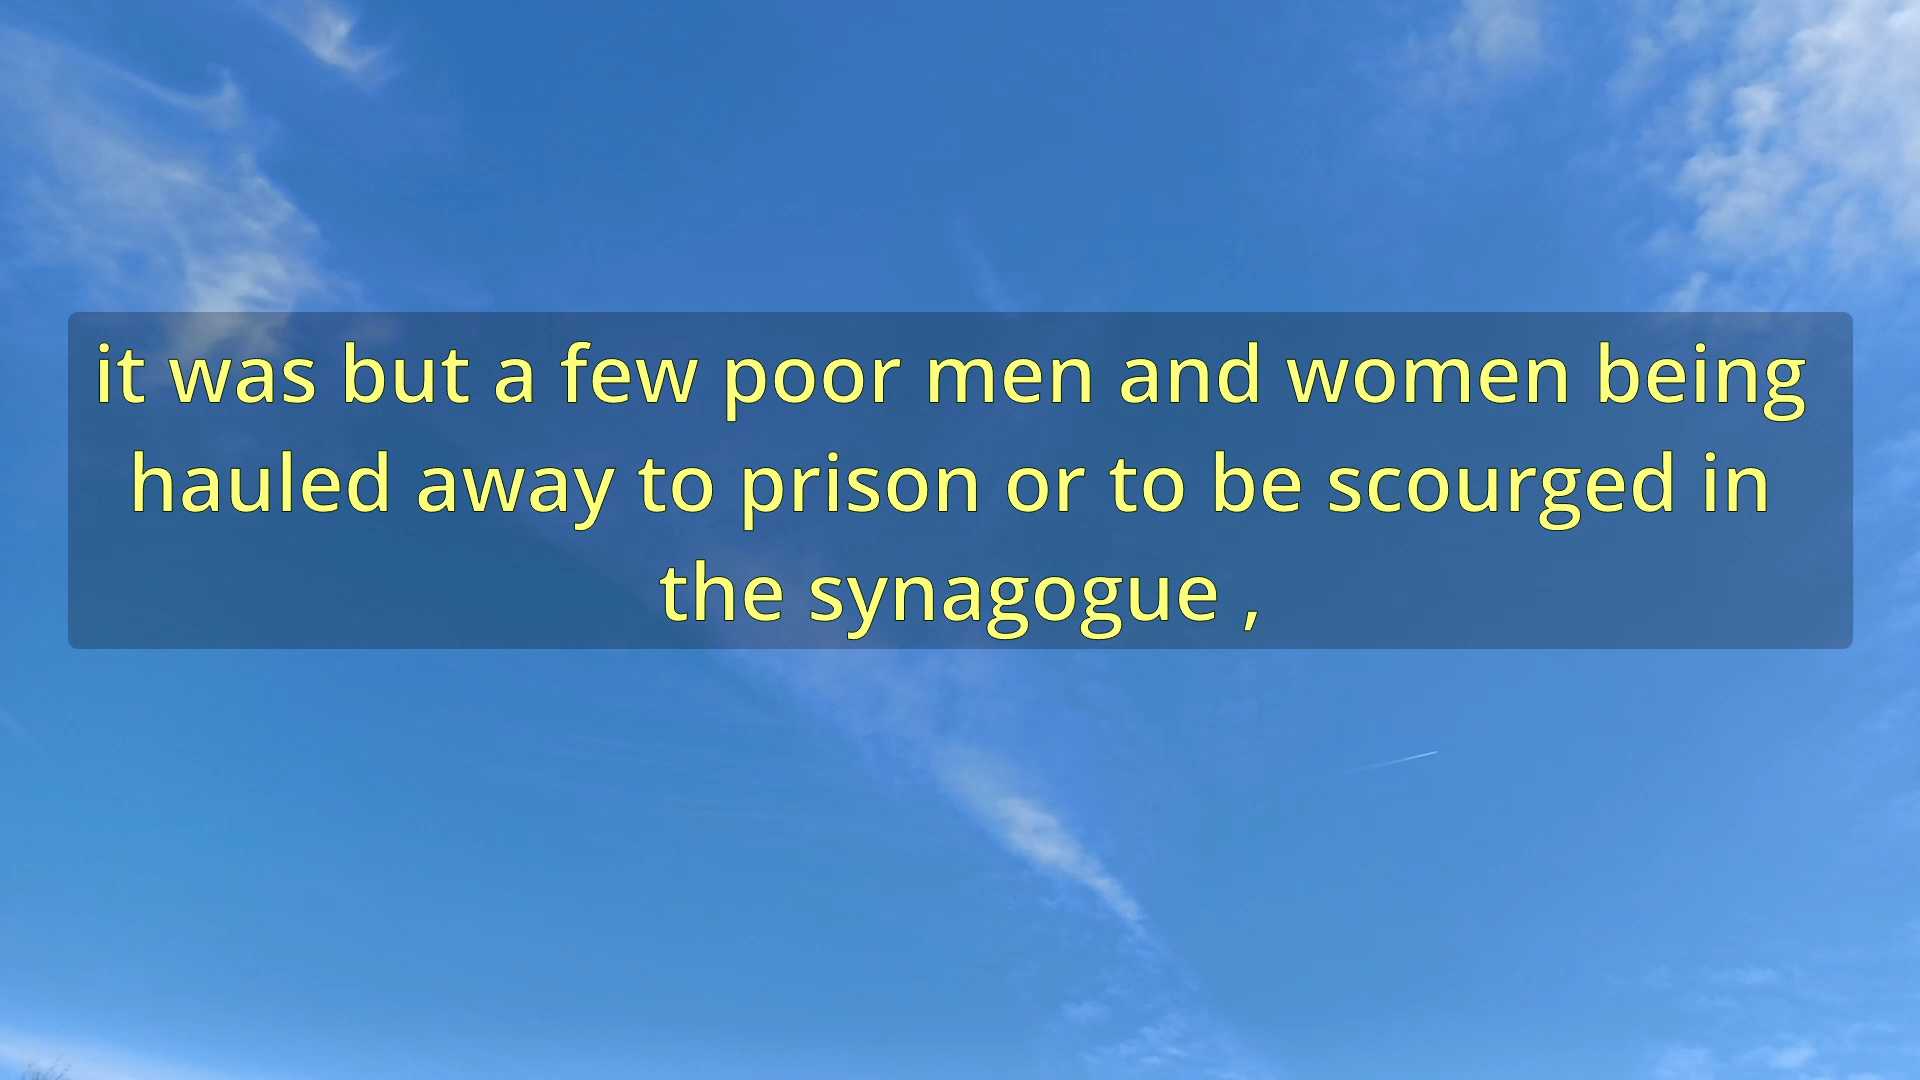 it was but a few poor men and women being
hauled away to prison or to be scourged in
the synagogue ,